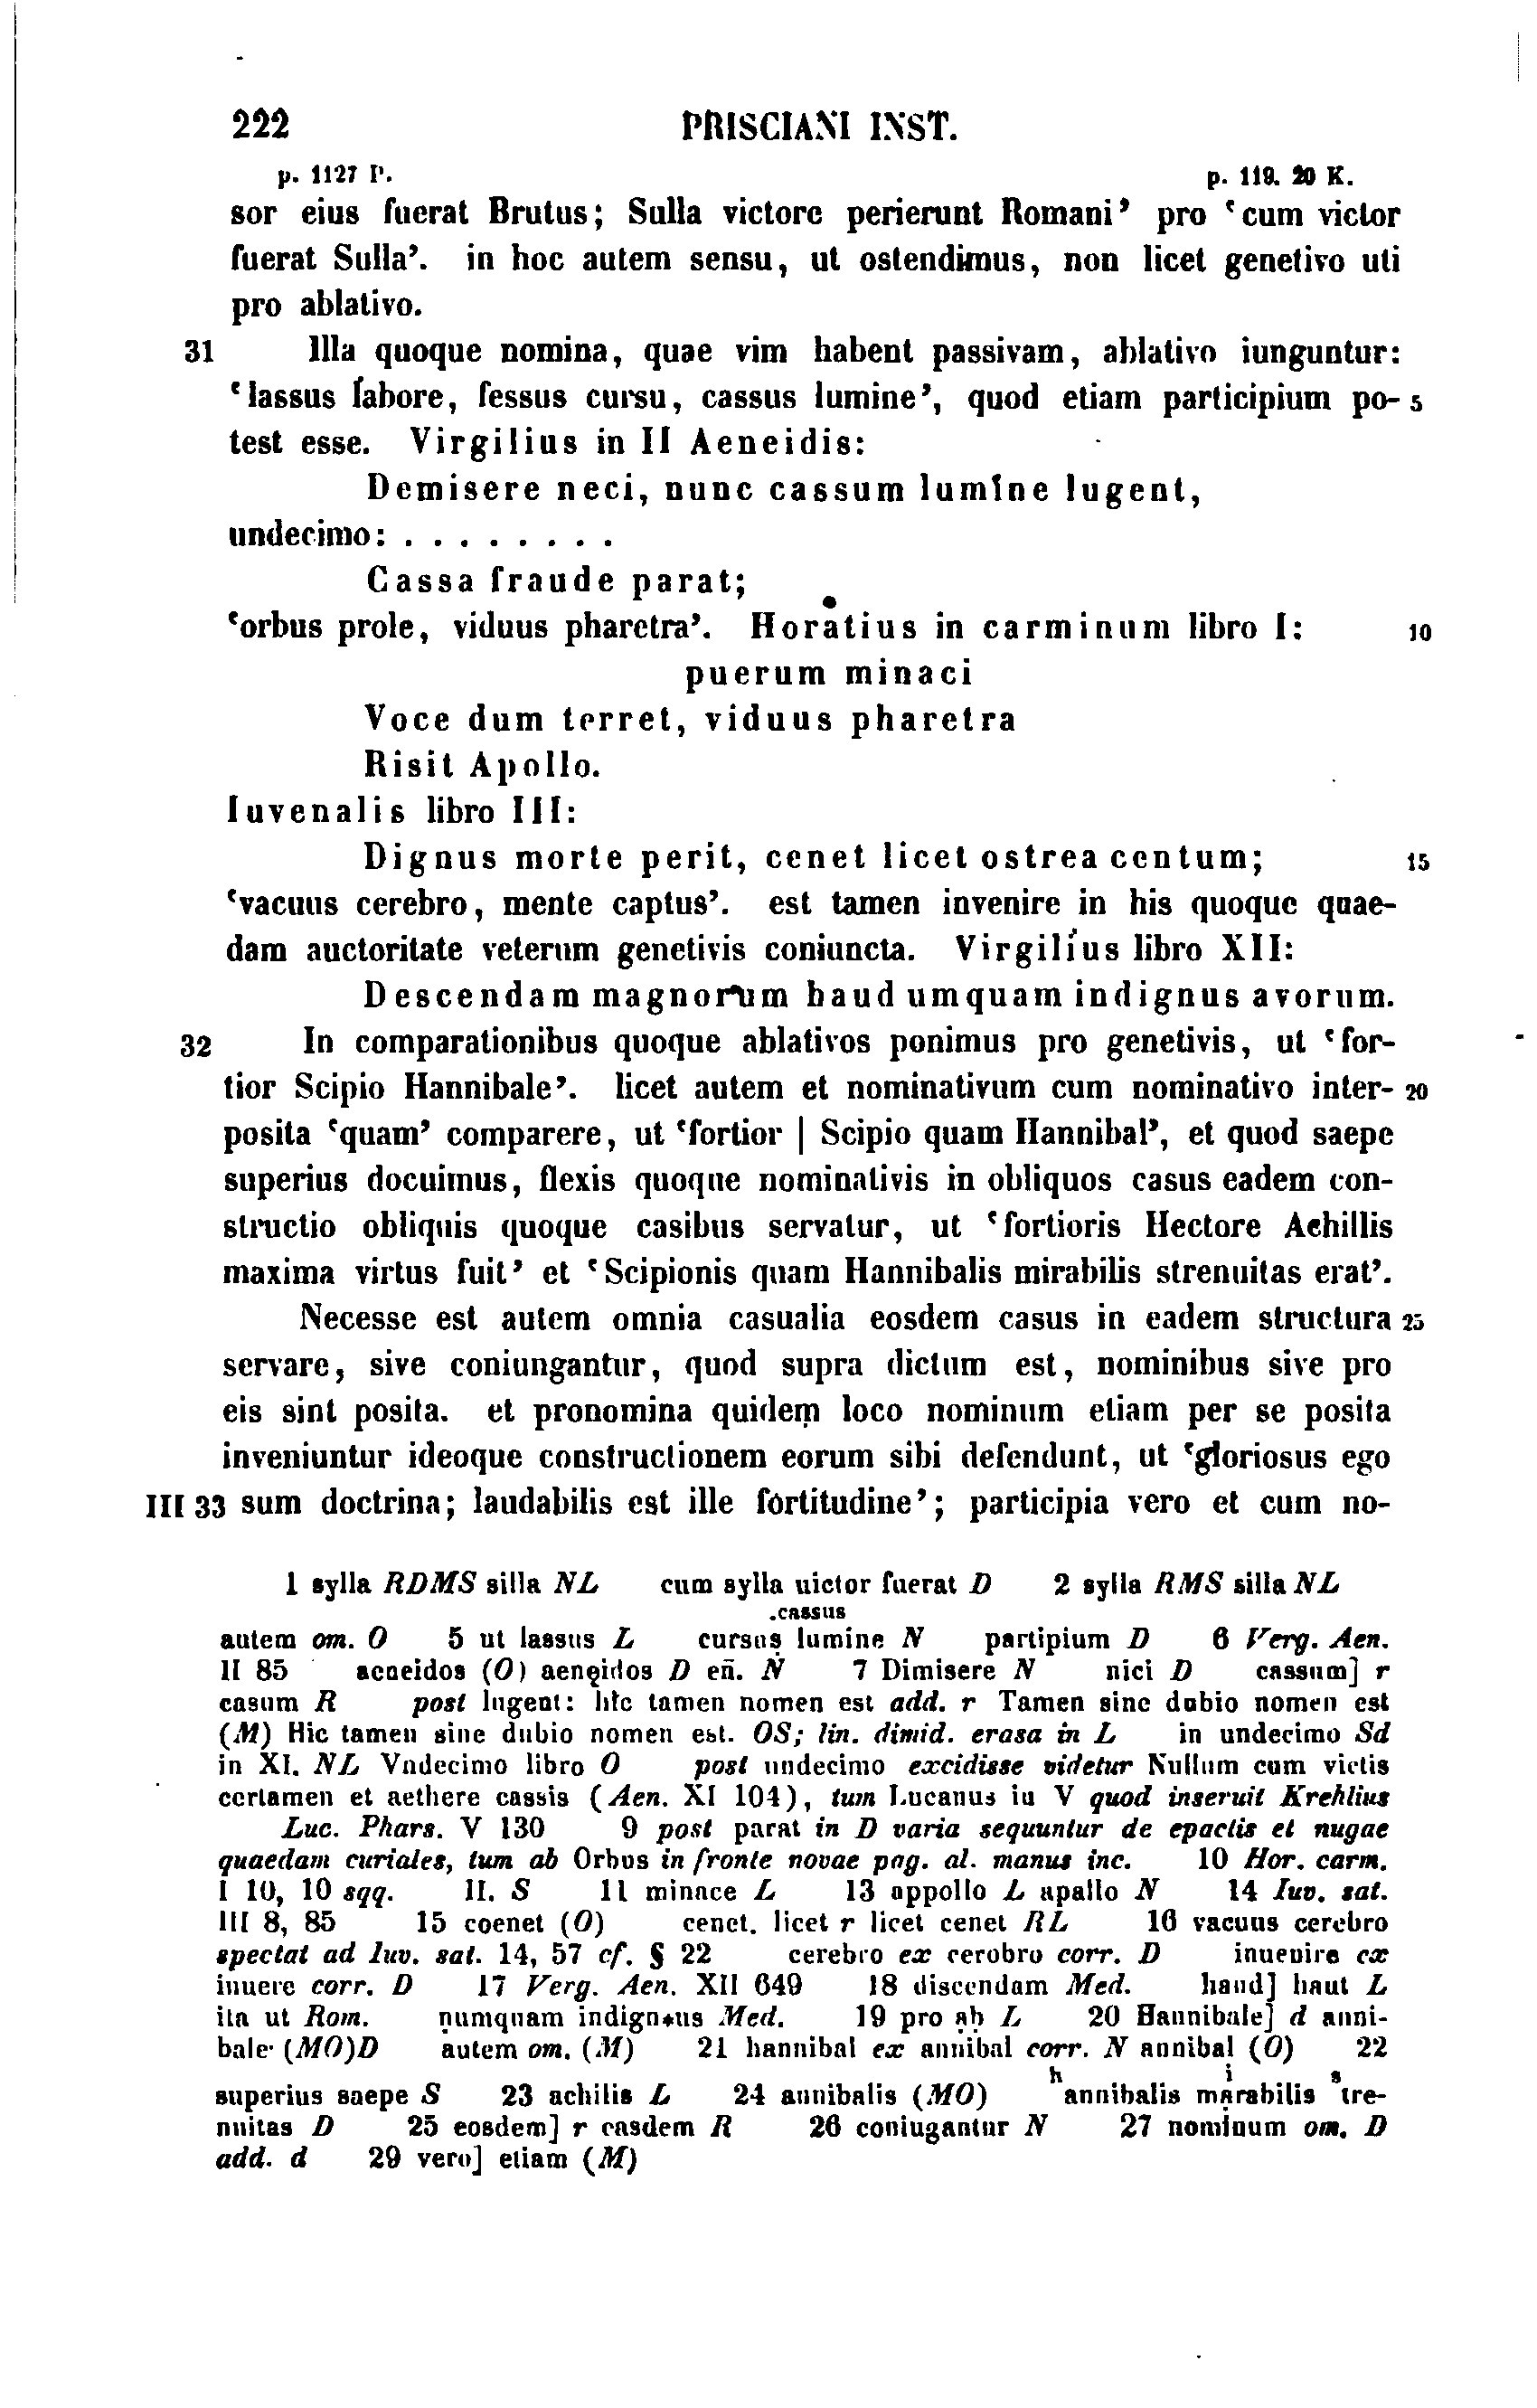 222 PRISCIANI INST.
p. 1127 P. p. 119. 20 K.
sor eius fuerat Brutus; Sulla victore perierunt Romani’ pro ‘cum victor
fuerat Sulla’. in hoc autem sensu, ut ostendimus, non licet genetivo uti
pro ablativo.
31 Illa quoque nomina, quae vim habent passivam, ablativo iunguntur:
‘lassus labore, fessus cursu, cassus lumine’, quod etiam participium po- 5
test esse. Virgilius in II Aeneidis:
Demisere neci, nunc cassum lumine lugent,
undecimo: . . . . . . . .
Cassa fraude parat;
‘orbus prole, viduus pharetra’. Horatius in carminum libro I: 10
puerum minaci
Voce dum terret, viduus pharetra
Risit Apollo.
Iuvenalis libro III:
Dignus morte perit, cenet licet ostrea centum; 15
‘vacuus cerebro, mente captus’. est tamen invenire in his quoque quae-
dam auctoritate veterum genetivis coniuncta. Virgilius libro XII:
Descendam magnorum haud umquam indignus avorum.
32 In comparationibus quoque ablativos ponimus pro genetivis, ut ‘for-
tior Scipio Hannibale’. licet autem et nominativum cum nominativo inter- 20
posita ‘quam’ comparere, ut ‘fortior | Scipio quam Hannibal’, et quod saepe
superius docuimus, flexis quoque nominativis in obliquos casus eadem con-
structio obliquis quoque casibus servatur, ut ‘fortioris Hectore Achillis
maxima virtus fuit’ et ‘Scipionis quam Hannibalis mirabilis strenuitas erat’.
Necesse est autem omnia casualia eosdem casus in eadem structura 25
servare, sive coniungantur, quod supra dictum est, nominibus sive pro
eis sint posita. et pronomina quidem loco nominum etiam per se posita
inveniuntur ideoque constructionem eorum sibi defendunt, ut ‘gloriosus ego
III 33 sum doctrina; laudabilis est ille fortitudine’; participia vero et cum no-
1 sylla RDMS silla NL cum sylla uictor fuerat D 2 sylla RMS silla NL
.cassus
autem om. O 5 ut lassus L cursus lumine N partipium D 6 Verg. Aen.
II 85 acneidos (O) aenęidos D eñ. N 7 Dimisere N nici D cassum] r
casum R post lugent: hic tamen nomen est add. r Tamen sine dubio nomen est
(M) Hic tamen sine dubio nomen est. OS; lin. dimid. erasa in L in undecimo Sd
in XI. NL Vndecimo libro O post undecimo excidisse videtur Nullum cum victis
certamen et aethere cassis (Aen. XI 104), tum Lucanus in V quod inseruit Krehlius
Luc. Phars. V 130 9 post parat in D varia sequuntur de epactis et nugae
quaedam curiales, tum ab Orbus in fronte novae pag. al. manus inc. 10 Hor. carm.
I 10, 10 sqq. II. S 11 minace L 13 appollo L apallo N 14 Iuv. sat.
III 8, 85 15 coenet (O) cenet. licet r licet cenet RL 16 vacuus cerebro
spectat ad Iuv. sat. 14, 57 cf. § 22 cerebro ex cerobro corr. D inuenire ex
inuere corr. D 17 Verg. Aen. XII 649 18 discendam Med. haud] haut L
ita ut Rom. numquam indign*us Med. 19 pro ab L 20 Hannibale] d anni-
bale· (MO)D autem om. (M) 21 hannibal ex annibal corr. N annibal (O) 22
h i s
superius saepe S 23 achilis L 24 annibalis (MO) annibalis marabilis tre-
nuitas D 25 eosdem] r easdem R 26 coniugantur N 27 nominum om. D
add. d 29 vero] etiam (M)